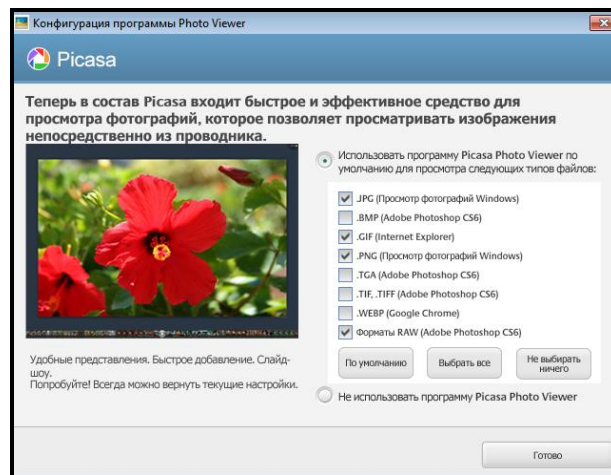 Конфигурация программы Photo Viewer
Picasa
Теперь в состав Picasa входит быстрое и эффективное средство для
просмотра фотографий, которое позволяет просматривать изображения
непосредственно из проводника.
Использовать программу Picasa Photo Viewer по
умолчанию для просмотра следующих типов файлов:
.JPG (Просмотр фотографий Windows)
.BMP (Adobe Photoshop CS6)
.GIF (Internet Explorer)
.PNG (Просмотр фотографий Windows)
.TGA (Adobe Photoshop CS6)
.TIF, .TIFF (Adobe Photoshop CS6)
.WEBP (Google Chrome)
Форматы RAW (Adobe Photoshop CS6)
По умолчанию
Выбрать все
Не выбирать
ничего
Удобные представления. Быстрое добавление. Слайд-
шоу.
Попробуйте! Всегда можно вернуть текущие настройки.
Не использовать программу Picasa Photo Viewer
Готово